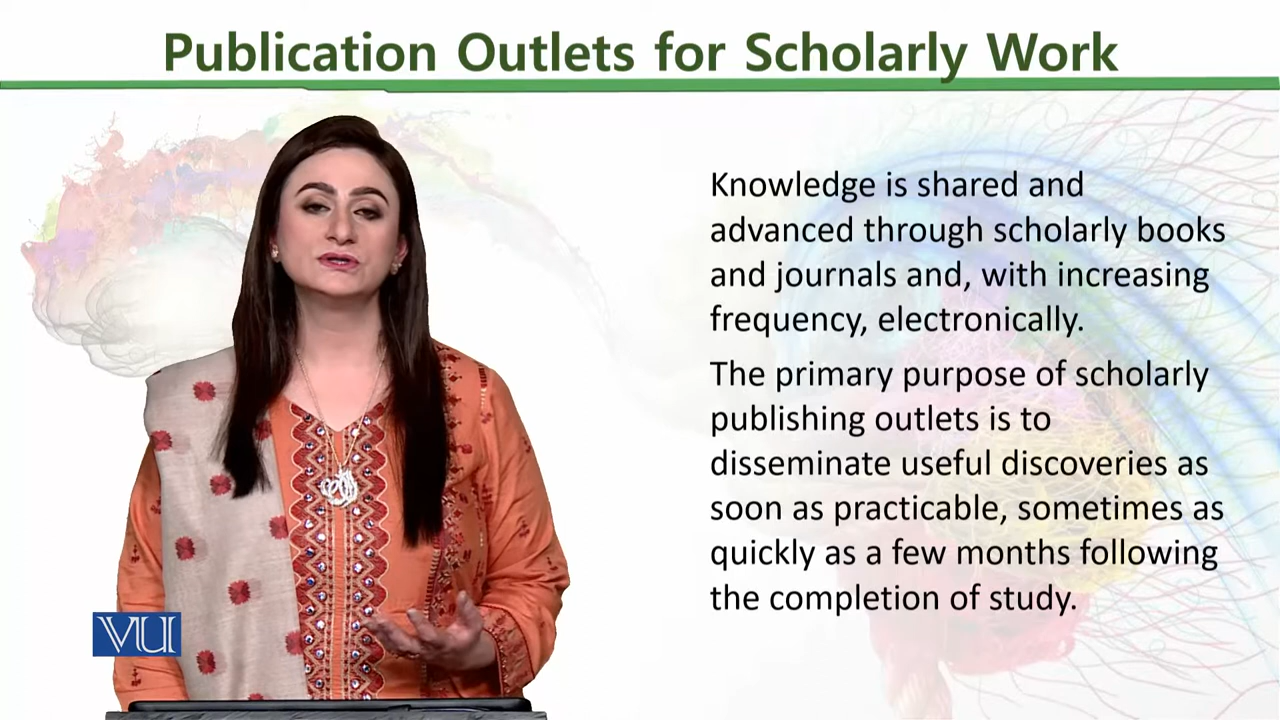 Publication Outlets for Scholarly Work
Knowledge is shared and
advanced through scholarly books
and journals and, with increasing
frequency, electronically.
The primary purpose of scholarly
publishing outlets is to
disseminate useful discoveries as
soon as practicable, sometimes as
quickly as a few months following
the completion of study.
VU